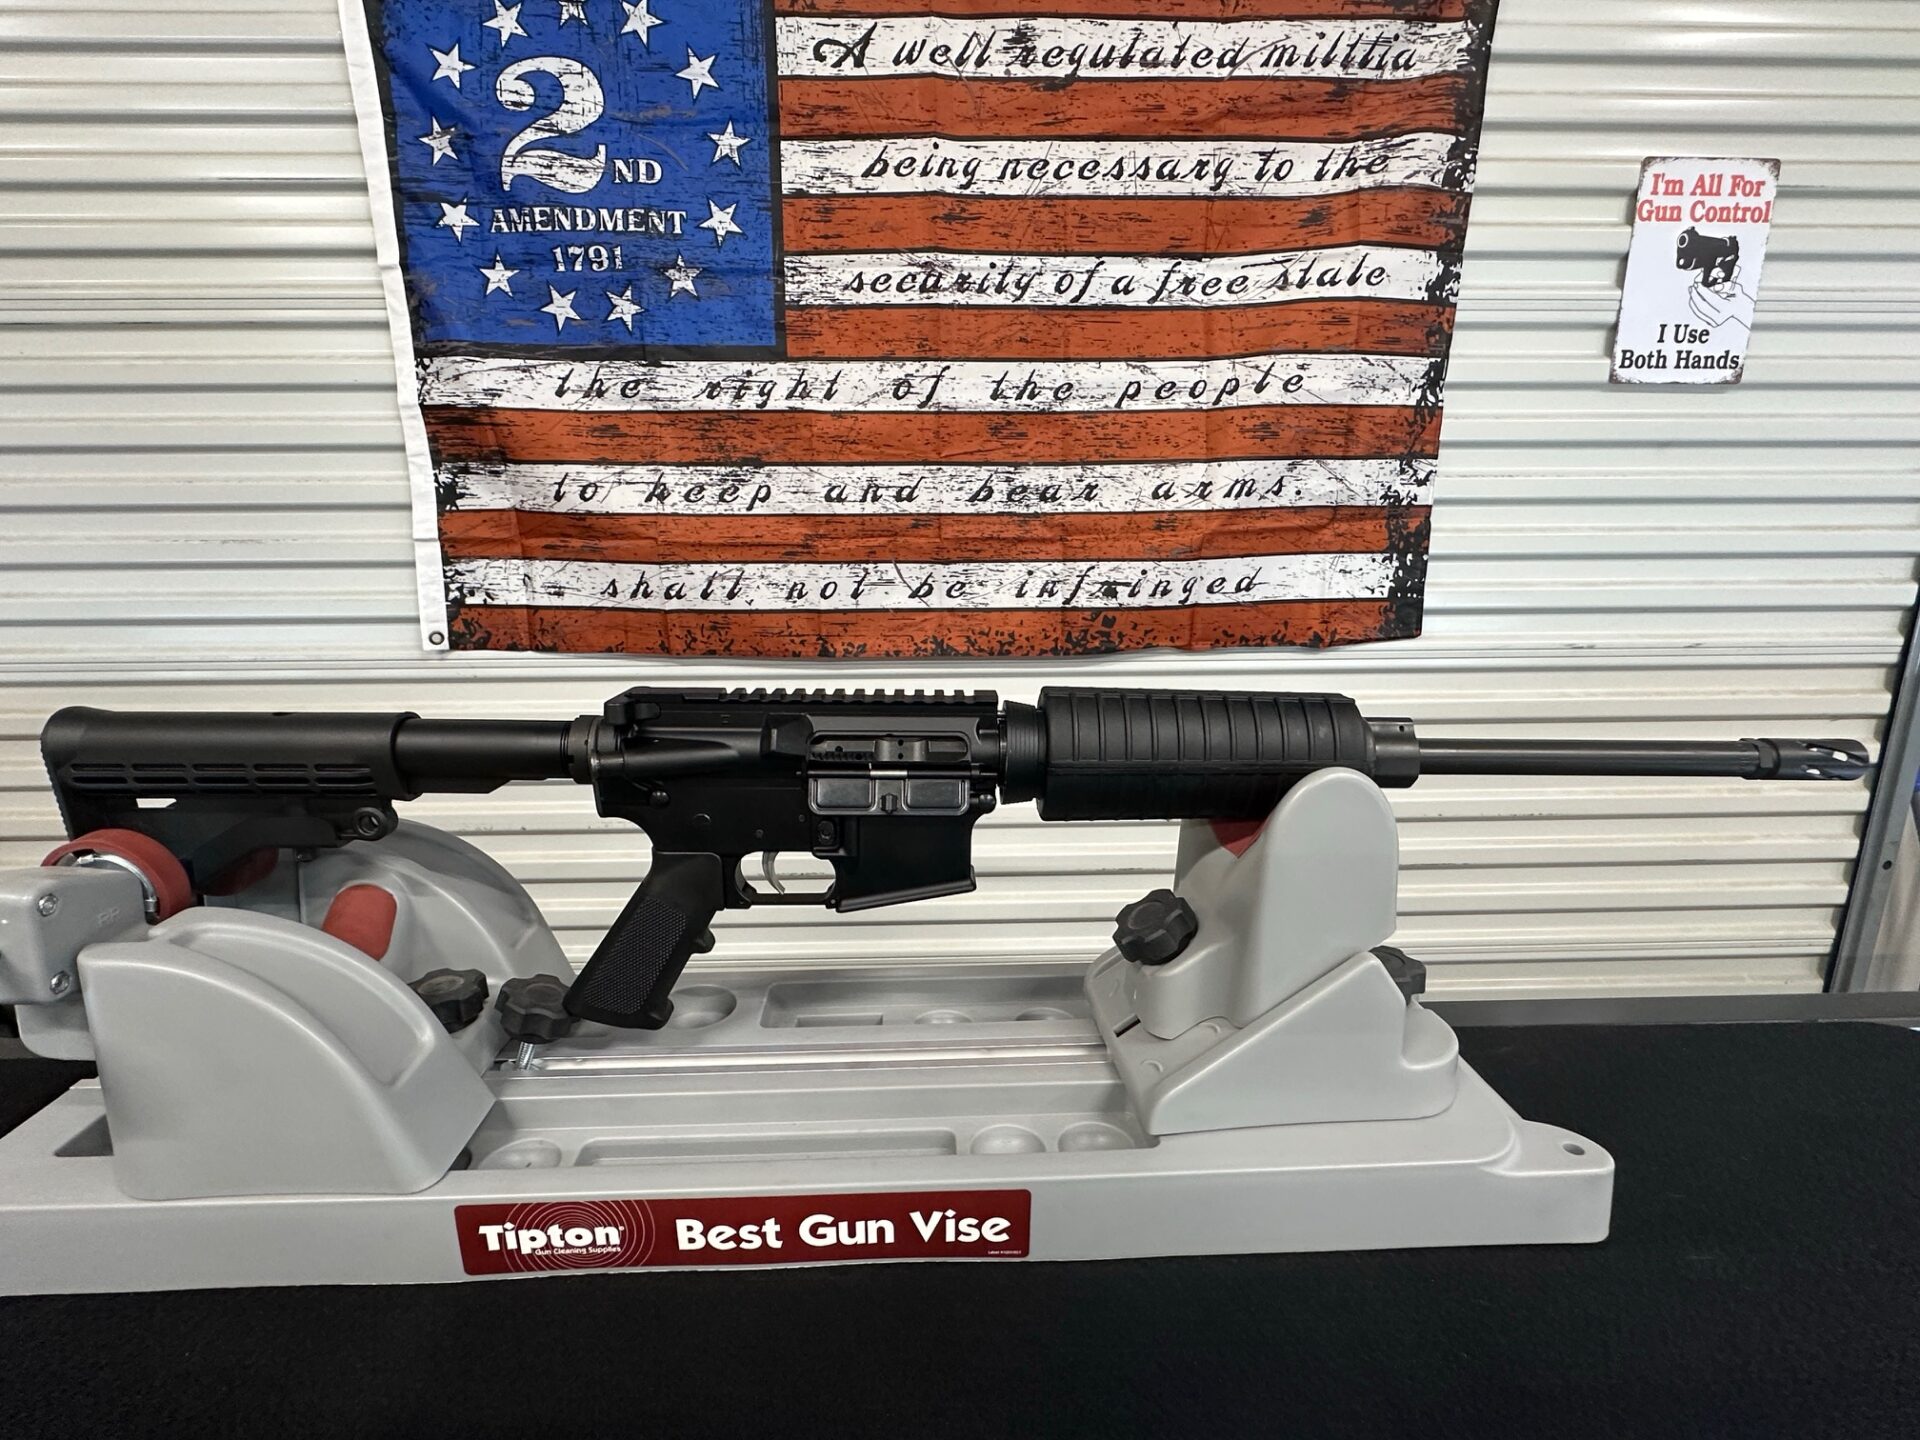 2ND
AMENDMENT
1791
A well regulated militia
being necessary to the
security of a free state
the right of the people
to keep and bear arms.
shall not be infringed
I'm All For
Gun Control
I Use
Both Hands
Tipton
Gun Cleaning Supplies
Best Gun Vise